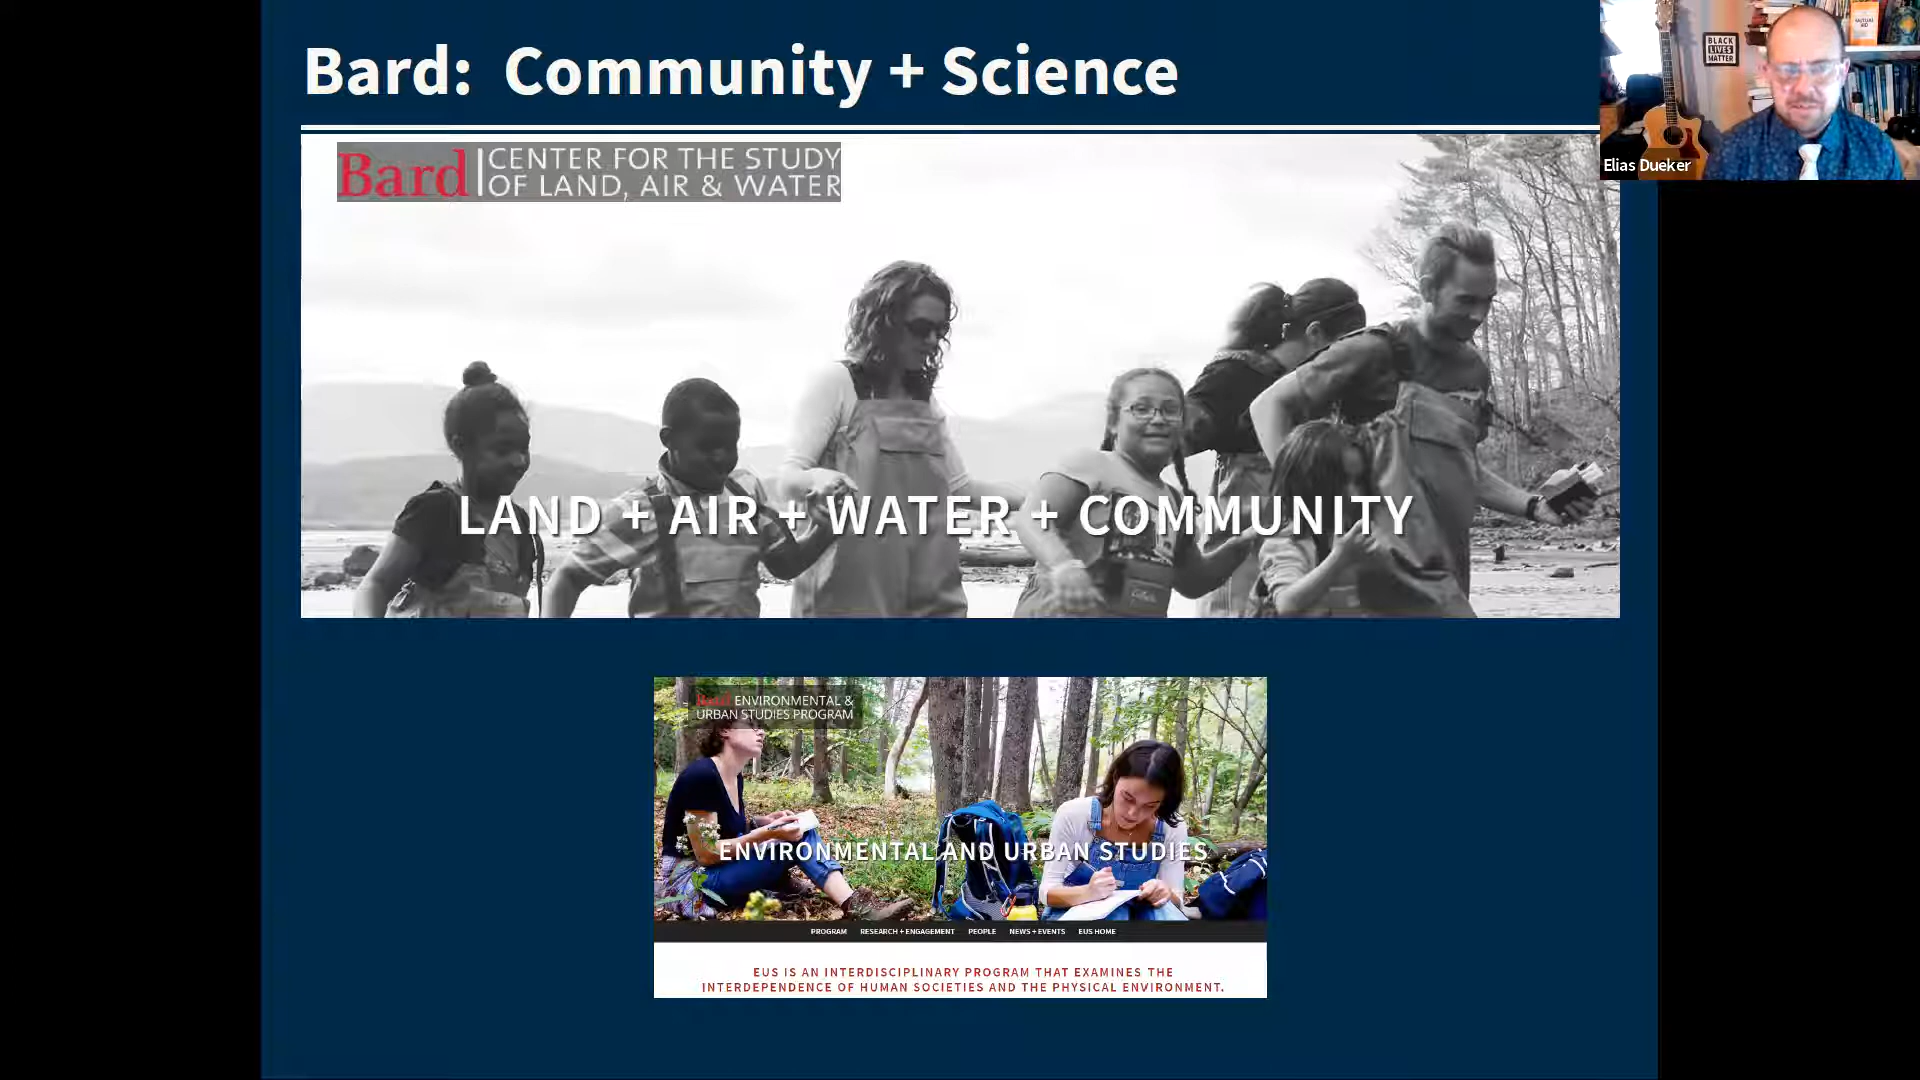 Bard: Community + Science
Bard CENTER FOR THE STUDY
OF LAND, AIR & WATER
BLACK
LIVES
MATTER
MUTUAL
AID
Elias Dueker
LAND + AIR + WATER + COMMUNITY
Bard ENVIRONMENTAL &
URBAN STUDIES PROGRAM
ENVIRONMENTAL AND URBAN STUDIES
PROGRAM RESEARCH + ENGAGEMENT PEOPLE NEWS + EVENTS EUS HOME
EUS IS AN INTERDISCIPLINARY PROGRAM THAT EXAMINES THE
INTERDEPENDENCE OF HUMAN SOCIETIES AND THE PHYSICAL ENVIRONMENT.